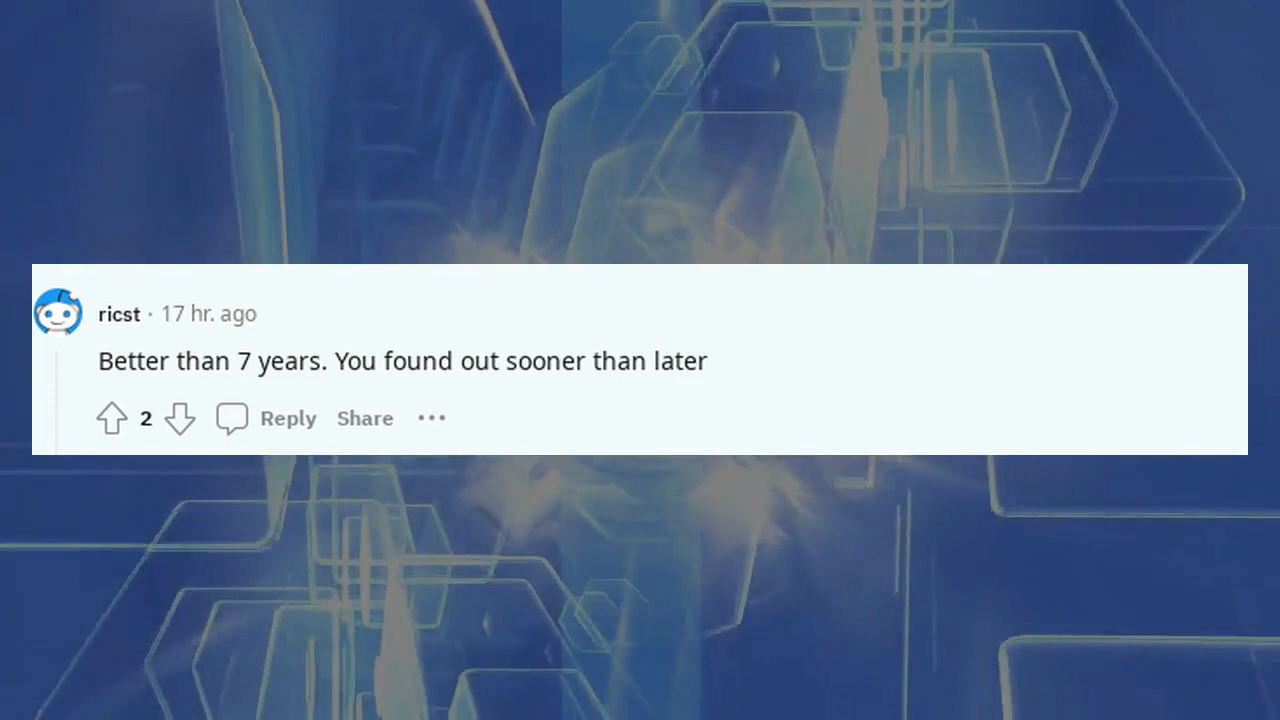 ricst · 17 hr. ago
Better than 7 years. You found out sooner than later
2 Reply Share ···